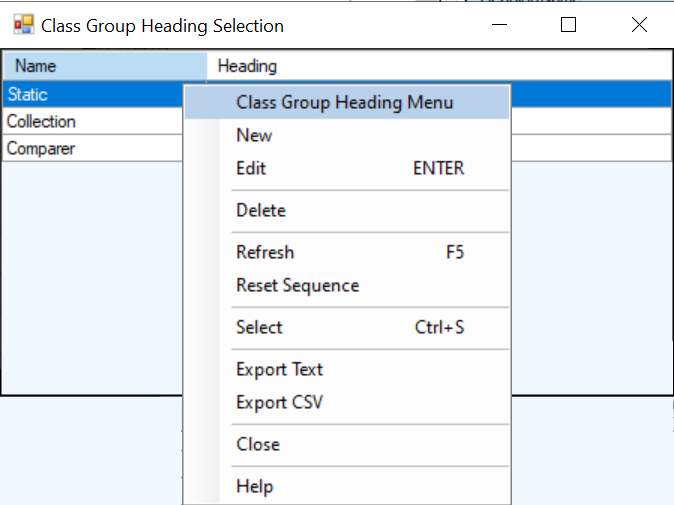 Class Group Heading Selection
Name Heading
Static
Collection
Comparer
Class Group Heading Menu
New
Edit ENTER
Delete
Refresh F5
Reset Sequence
Select Ctrl+S
Export Text
Export CSV
Close
Help